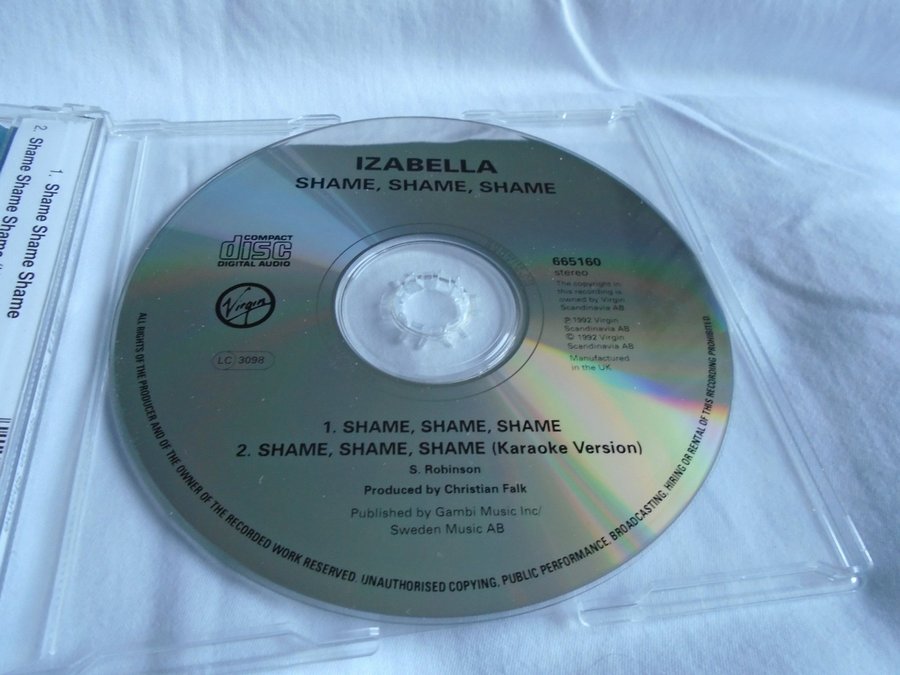 IZABELLA
SHAME, SHAME, SHAME
COMPACT
disc
DIGITAL AUDIO
Virgin
LC 3098
665160
stereo
The copyright in
this recording is
owned by Virgin
Scandinavia AB
℗ 1992 Virgin
Scandinavia AB
© 1992 Virgin
Scandinavia AB
Manufactured
in the UK
1. SHAME, SHAME, SHAME
2. SHAME, SHAME, SHAME (Karaoke Version)
S. Robinson
Produced by Christian Falk
Published by Gambi Music Inc/
Sweden Music AB
ALL RIGHTS OF THE PRODUCER AND OF THE OWNER OF THE RECORDED WORK RESERVED. UNAUTHORISED COPYING, PUBLIC PERFORMANCE, BROADCASTING, HIRING OR RENTAL OF THIS RECORDING PROHIBITED.
1. Shame Shame Shame
2. Shame Shame Shame